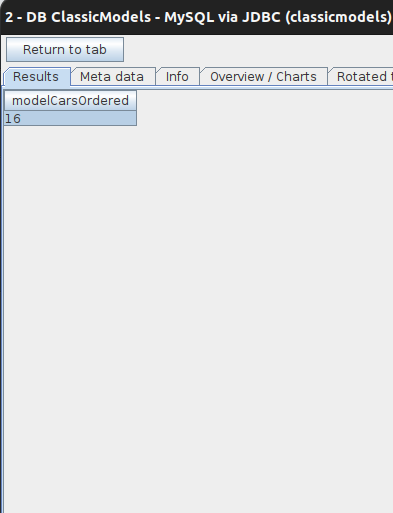 2 - DB ClassicModels - MySQL via JDBC (classicmodels)
Return to tab
Results Meta data Info Overview / Charts Rotated
modelCarsOrdered
16